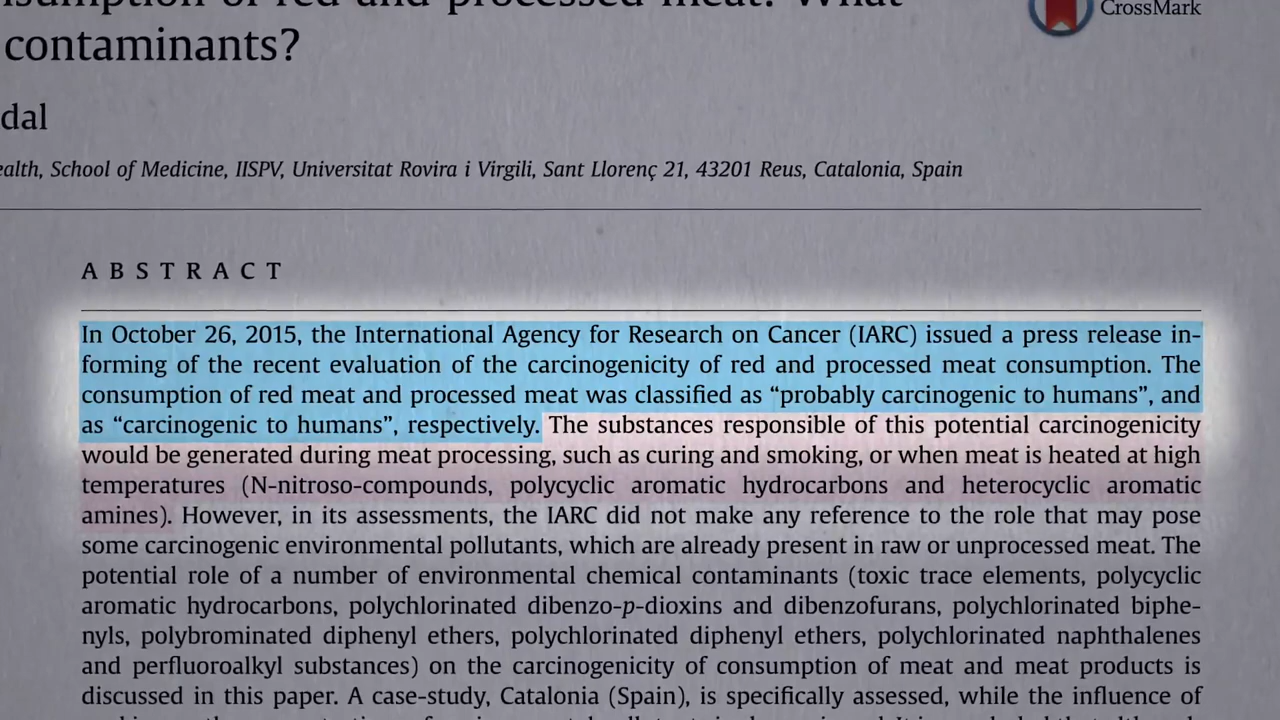 nsumption of red and processed meat: What
CrossMark
contaminants?
dal
ealth, School of Medicine, IISPV, Universitat Rovira i Virgili, Sant Llorenç 21, 43201 Reus, Catalonia, Spain
ABSTRACT
In October 26, 2015, the International Agency for Research on Cancer (IARC) issued a press release in-
forming of the recent evaluation of the carcinogenicity of red and processed meat consumption. The
consumption of red meat and processed meat was classified as “probably carcinogenic to humans”, and
as “carcinogenic to humans”, respectively. The substances responsible of this potential carcinogenicity
would be generated during meat processing, such as curing and smoking, or when meat is heated at high
temperatures (N-nitroso-compounds, polycyclic aromatic hydrocarbons and heterocyclic aromatic
amines). However, in its assessments, the IARC did not make any reference to the role that may pose
some carcinogenic environmental pollutants, which are already present in raw or unprocessed meat. The
potential role of a number of environmental chemical contaminants (toxic trace elements, polycyclic
aromatic hydrocarbons, polychlorinated dibenzo-p-dioxins and dibenzofurans, polychlorinated biphe-
nyls, polybrominated diphenyl ethers, polychlorinated diphenyl ethers, polychlorinated naphthalenes
and perfluoroalkyl substances) on the carcinogenicity of consumption of meat and meat products is
discussed in this paper. A case-study, Catalonia (Spain), is specifically assessed, while the influence of